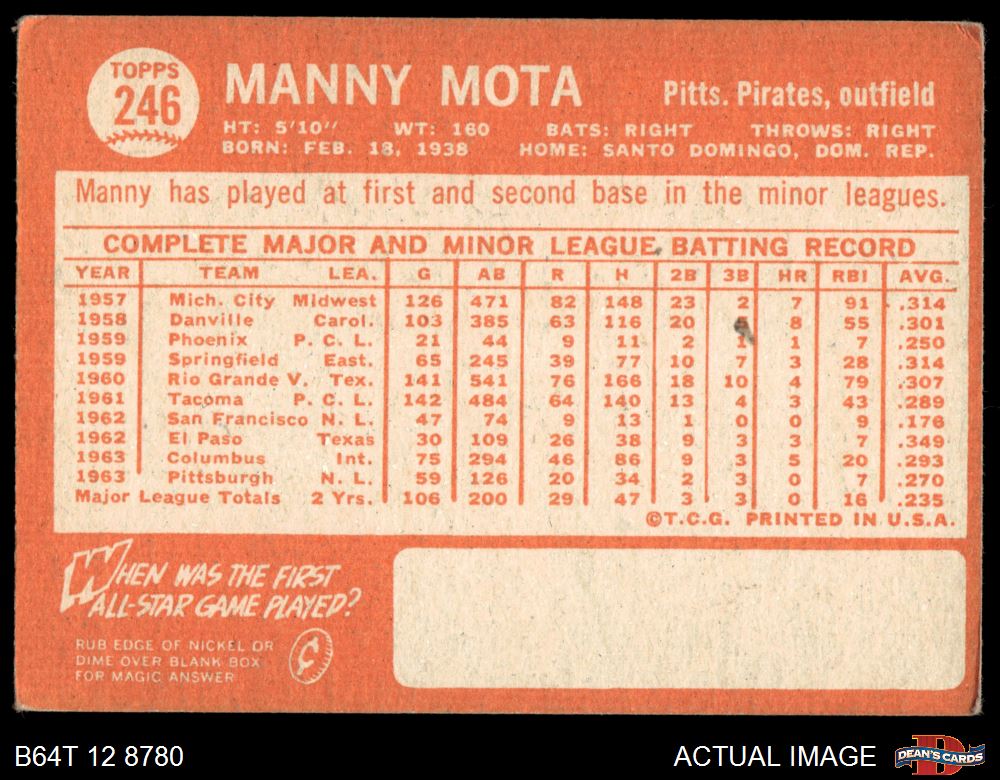 TOPPS
246
MANNY MOTA
Pitts. Pirates, outfield
HT: 5'10" WT: 160 BATS: RIGHT THROWS: RIGHT
BORN: FEB. 18, 1938 HOME: SANTO DOMINGO, DOM. REP.
Manny has played at first and second base in the minor leagues.
COMPLETE MAJOR AND MINOR LEAGUE BATTING RECORD
YEAR TEAM LEA. G AB R H 2B 3B HR RBI AVG.
1957 Mich. City Midwest 126 471 82 148 23 2 7 91 .314
1958 Danville Carol. 103 385 63 116 20 8 55 .301
1959 Phoenix P. C. L. 21 44 9 11 2 1 1 7 .250
1959 Springfield East. 65 245 39 77 10 7 3 28 .314
1960 Rio Grande V. Tex. 141 541 76 166 18 10 4 79 .307
1961 Tacoma P. C. L. 142 484 64 140 13 4 3 43 .289
1962 San Francisco N. L. 47 74 9 13 1 0 0 9 .176
1962 El Paso Texas 30 109 26 38 9 3 3 7 .349
1963 Columbus Int. 75 294 46 86 9 3 5 20 .293
1963 Pittsburgh N. L. 59 126 20 34 2 3 0 7 .270
Major League Totals 2 Yrs. 106 200 29 47 3 3 0 16 .235
©T.C.G. PRINTED IN U.S.A.
WHEN WAS THE FIRST
ALL-STAR GAME PLAYED?
RUB EDGE OF NICKEL OR
DIME OVER BLANK BOX
FOR MAGIC ANSWER
¢
B64T 12 8780
ACTUAL IMAGE
DEAN'S CARDS